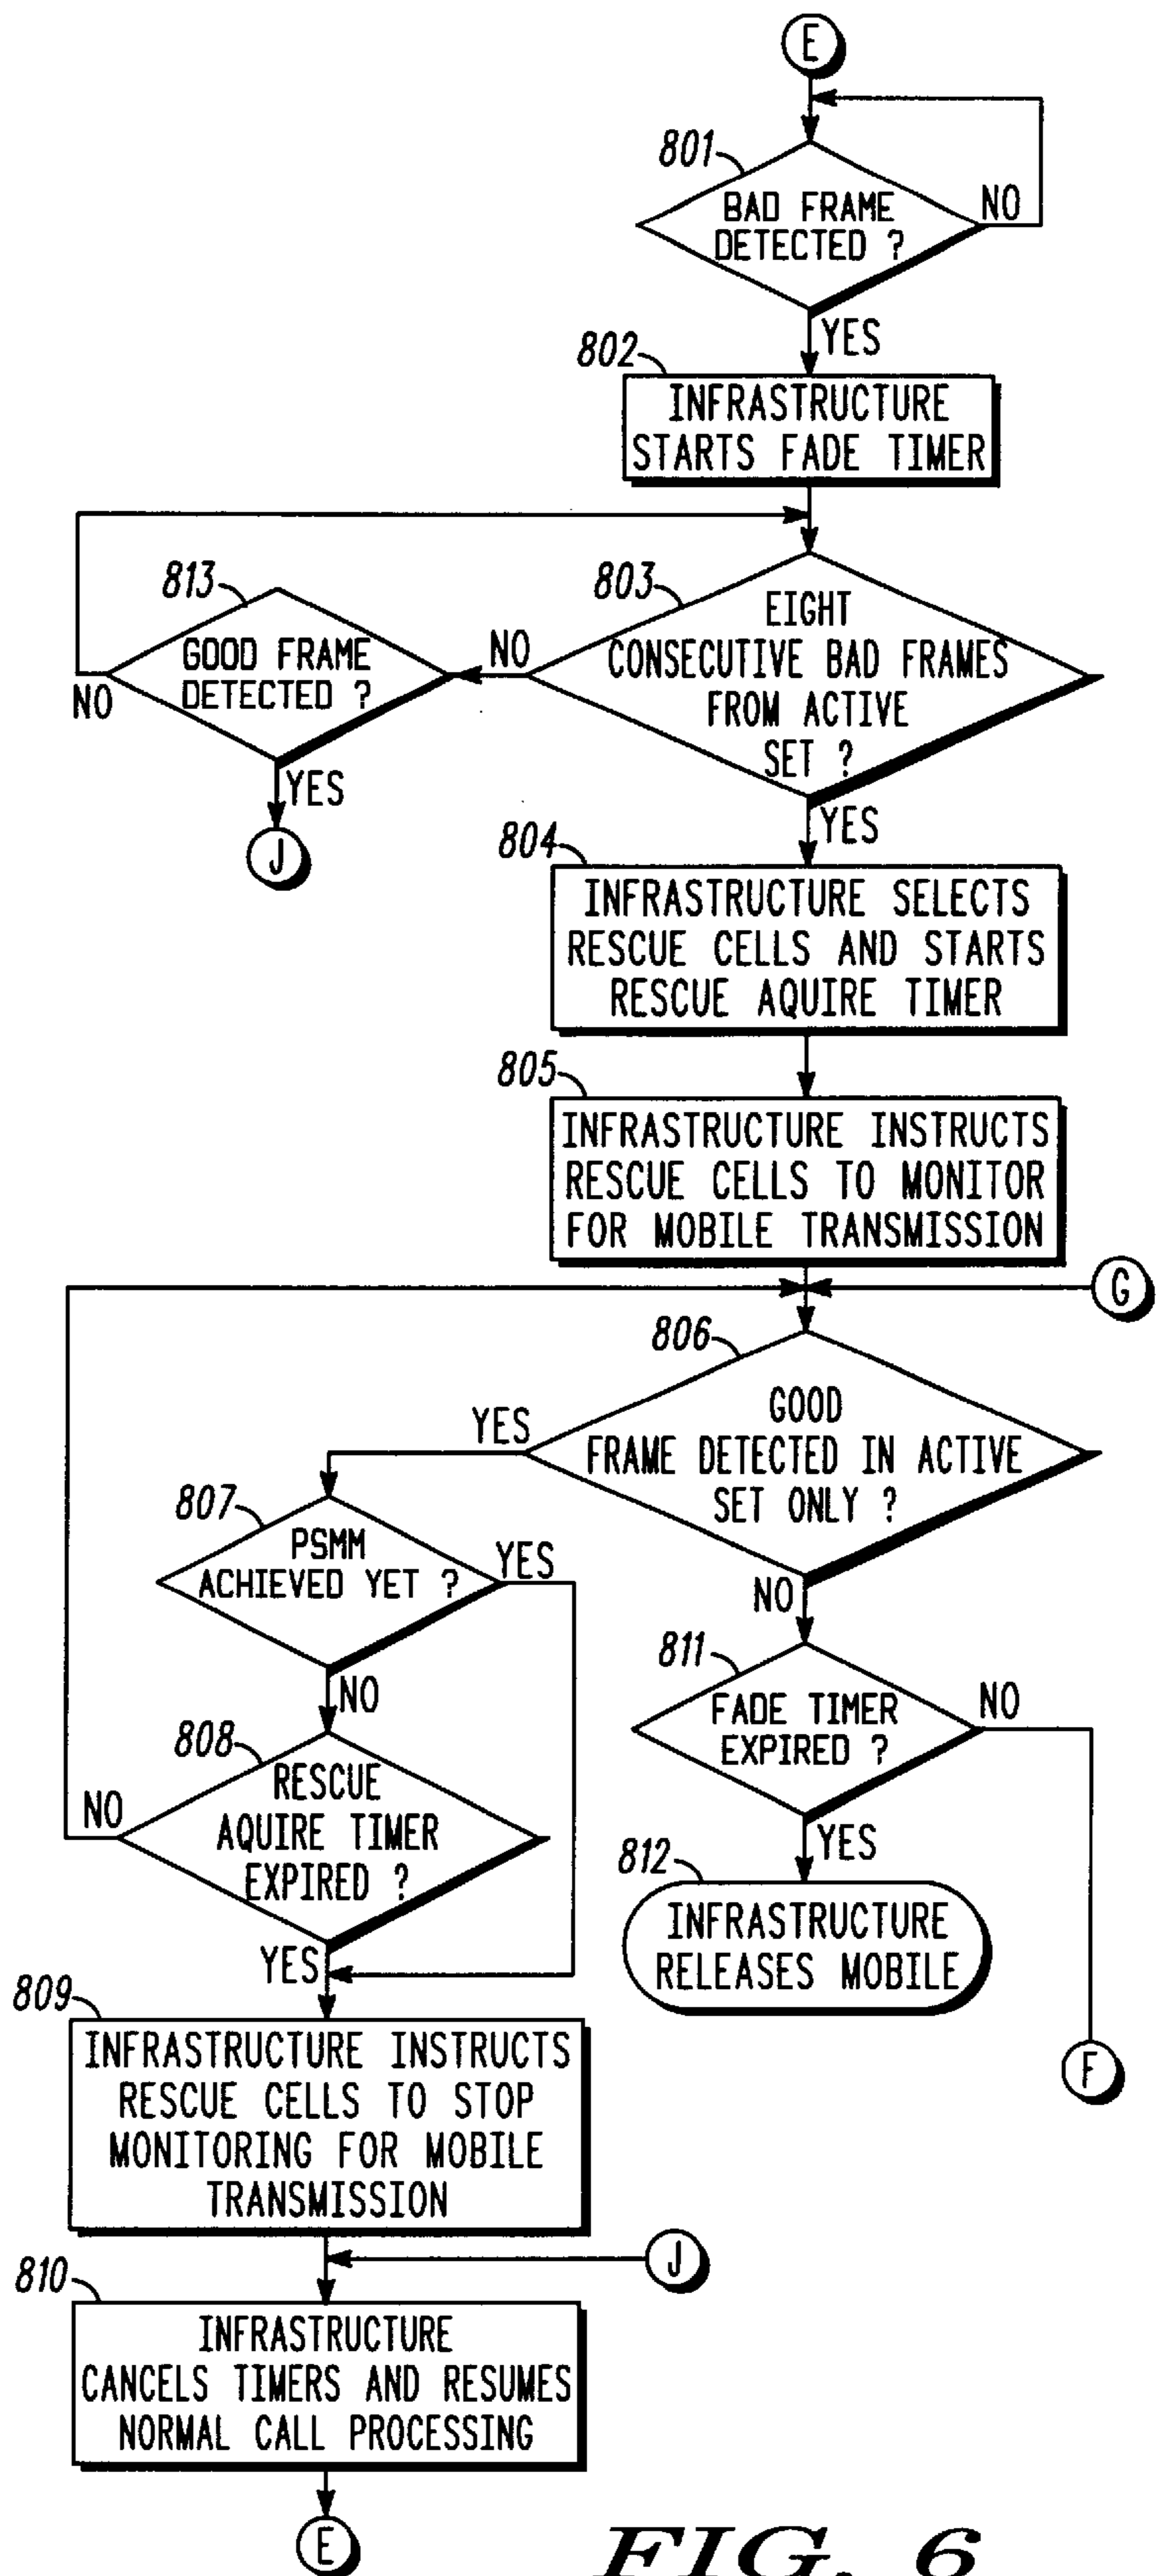 E
801
BAD FRAME
DETECTED ?
NO
YES
802
INFRASTRUCTURE
STARTS FADE TIMER
813
GOOD FRAME
DETECTED ?
NO
YES
J
803
EIGHT
CONSECUTIVE BAD FRAMES
FROM ACTIVE
SET ?
NO
YES
804
INFRASTRUCTURE SELECTS
RESCUE CELLS AND STARTS
RESCUE AQUIRE TIMER
805
INFRASTRUCTURE INSTRUCTS
RESCUE CELLS TO MONITOR
FOR MOBILE TRANSMISSION
G
806
GOOD
FRAME DETECTED IN ACTIVE
SET ONLY ?
YES
NO
807
PSMM
ACHIEVED YET ?
YES
NO
808
RESCUE
AQUIRE TIMER
EXPIRED ?
NO
YES
811
FADE TIMER
EXPIRED ?
NO
YES
812
INFRASTRUCTURE
RELEASES MOBILE
F
809
INFRASTRUCTURE INSTRUCTS
RESCUE CELLS TO STOP
MONITORING FOR MOBILE
TRANSMISSION
J
810
INFRASTRUCTURE
CANCELS TIMERS AND RESUMES
NORMAL CALL PROCESSING
E
FIG. 6